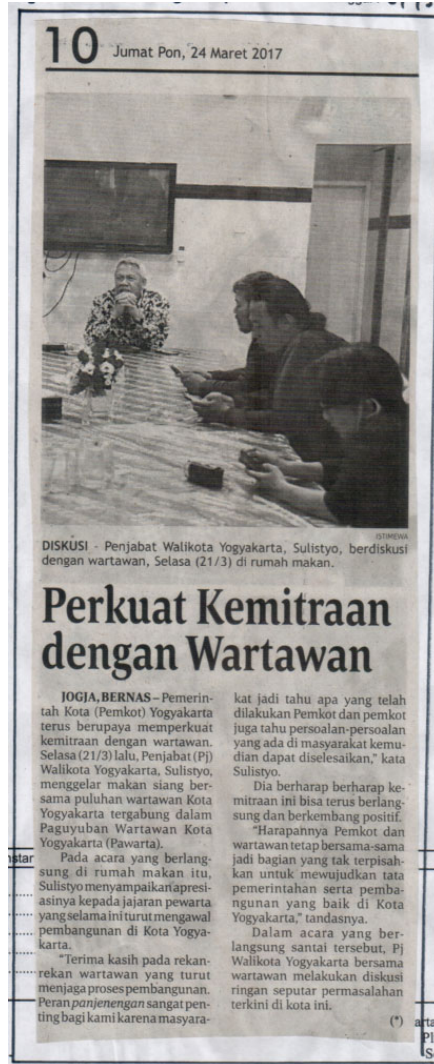 10 Jumat Pon, 24 Maret 2017
ISTIMEWA
DISKUSI - Penjabat Walikota Yogyakarta, Sulistyo, berdiskusi
dengan wartawan, Selasa (21/3) di rumah makan.
Perkuat Kemitraan
dengan Wartawan
JOGJA, BERNAS – Pemerin-
tah Kota (Pemkot) Yogyakarta
terus berupaya memperkuat
kemitraan dengan wartawan.
Selasa (21/3) lalu, Penjabat (Pj)
Walikota Yogyakarta, Sulistyo,
menggelar makan siang ber-
sama puluhan wartawan Kota
Yogyakarta tergabung dalam
Paguyuban Wartawan Kota
Yogyakarta (Pawarta).
Pada acara yang berlang-
sung di rumah makan itu,
Sulistyo menyampaikan apresi-
asinya kepada jajaran pewarta
yang selama ini turut mengawal
pembangunan di Kota Yogya-
karta.
"Terima kasih pada rekan-
rekan wartawan yang turut
menjaga proses pembangunan.
Peran panjenengan sangat pen-
ting bagi kami karena masyara-
kat jadi tahu apa yang telah
dilakukan Pemkot dan pemkot
juga tahu persoalan-persoalan
yang ada di masyarakat kemu-
dian dapat diselesaikan," kata
Sulistyo.
Dia berharap berharap ke-
mitraan ini bisa terus berlang-
sung dan berkembang positif.
"Harapannya Pemkot dan
wartawan tetap bersama-sama
jadi bagian yang tak terpisah-
kan untuk mewujudkan tata
pemerintahan serta pemba-
ngunan yang baik di Kota
Yogyakarta," tandasnya.
Dalam acara yang ber-
langsung santai tersebut, Pj
Walikota Yogyakarta bersama
wartawan melakukan diskusi
ringan seputar permasalahan
terkini di kota ini.
(*)